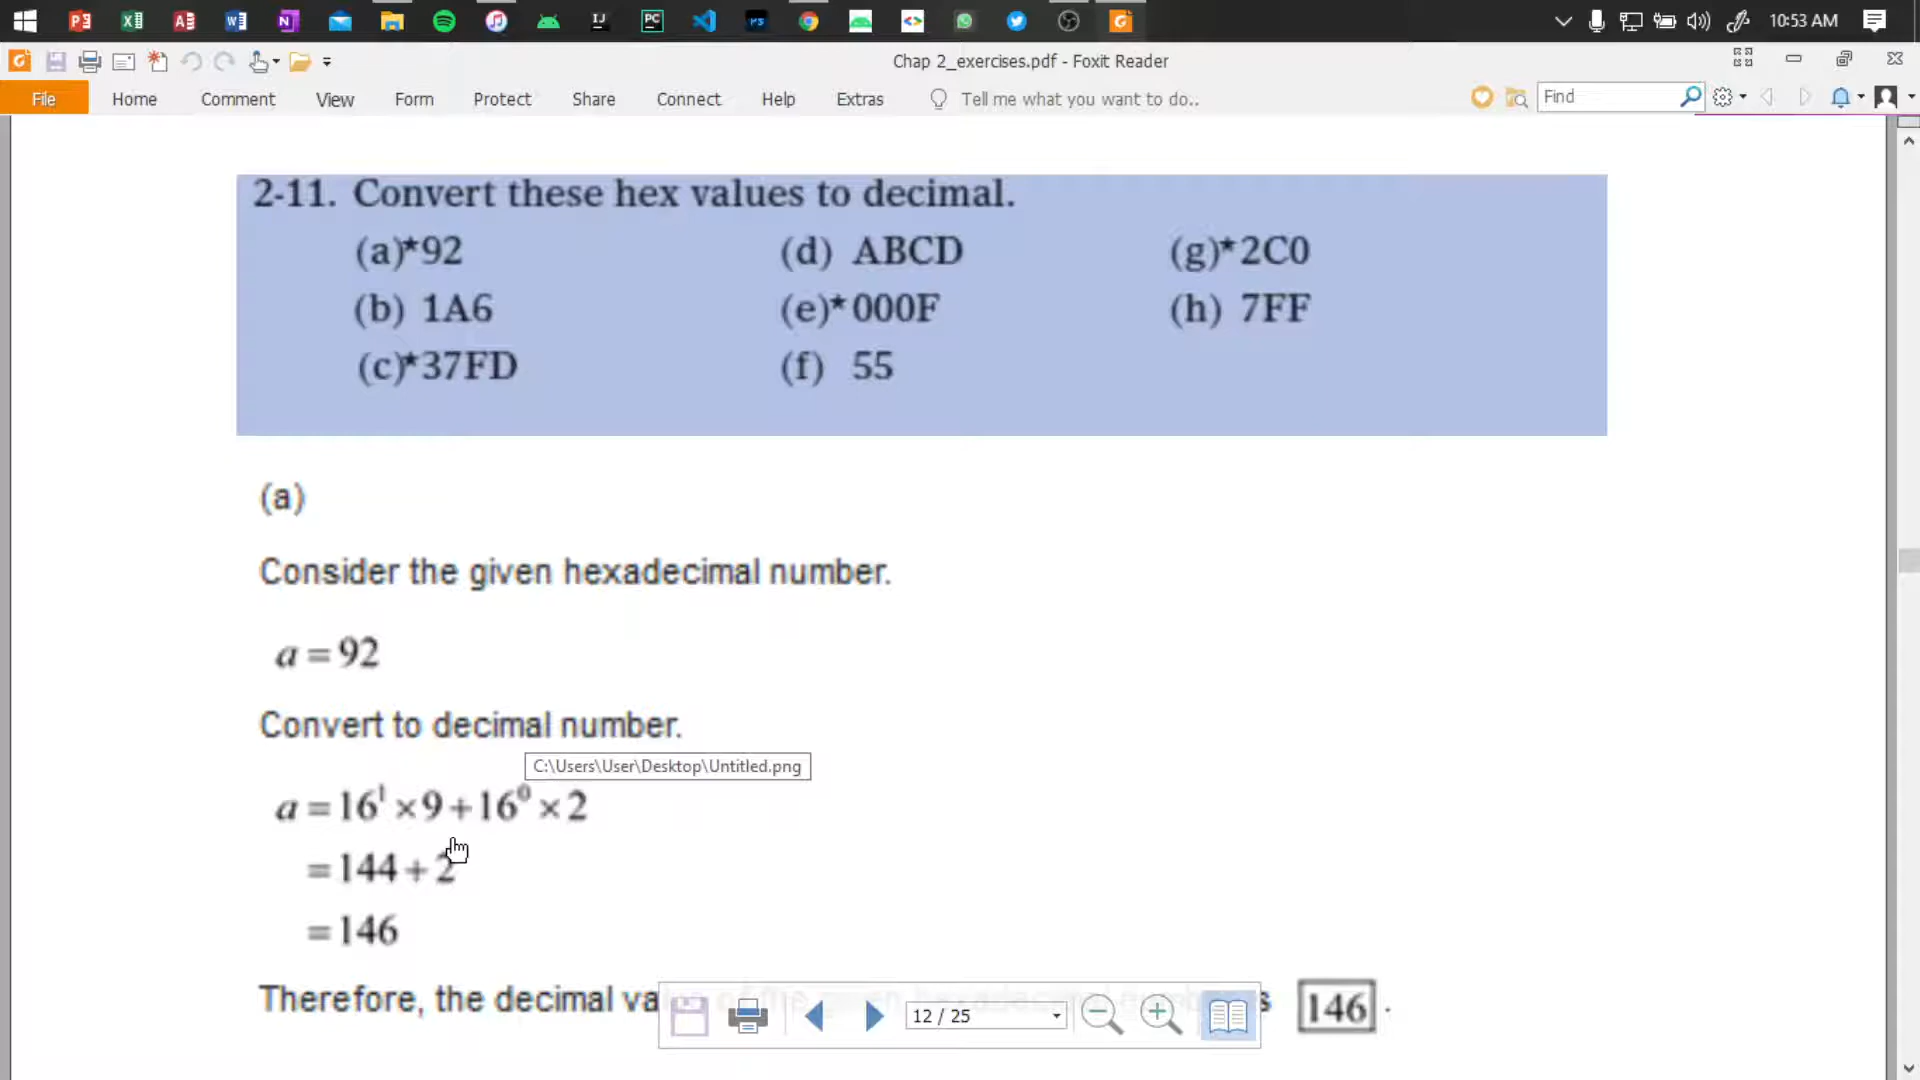 10:53 AM
Chap 2_exercises.pdf - Foxit Reader
File Home Comment View Form Protect Share Connect Help Extras Tell me what you want to do.. Find
2-11. Convert these hex values to decimal.
(a)*92 (d) ABCD (g)*2C0
(b) 1A6 (e)*000F (h) 7FF
(c)*37FD (f) 55
(a)
Consider the given hexadecimal number.
a = 92
Convert to decimal number.
C:\Users\User\Desktop\Untitled.png
a = 16¹ × 9 + 16⁰ × 2
= 144 + 2
= 146
Therefore, the decimal 146 .
12 / 25